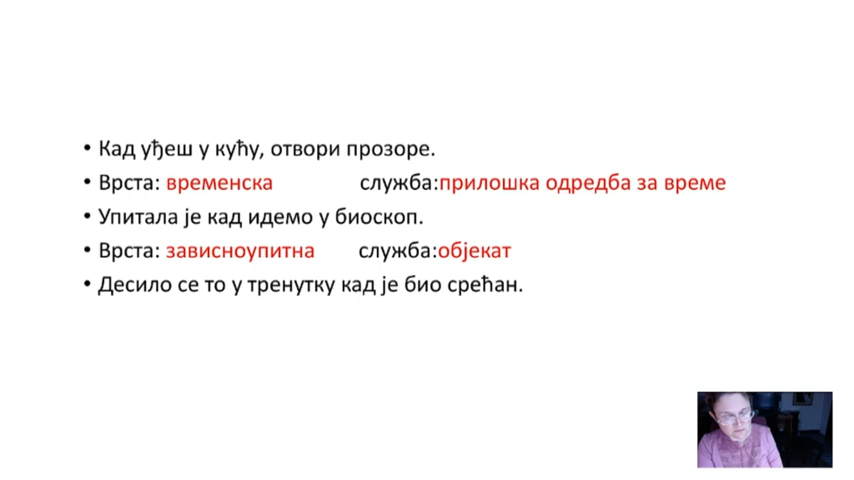 • Кад уђеш у кућу, отвори прозоре.
• Врста: временска служба:прилошка одредба за време
• Упитала је кад идемо у биоскоп.
• Врста: зависноупитна служба:објекат
• Десило се то у тренутку кад је био срећан.